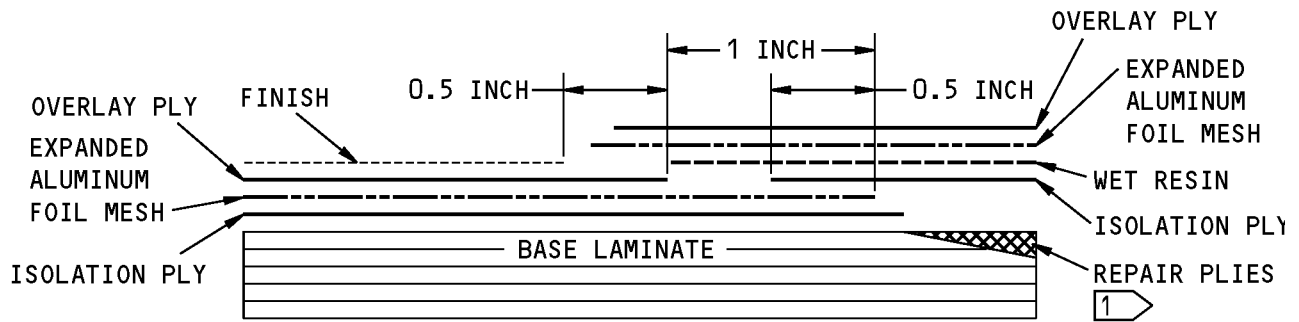 OVERLAY PLY
1 INCH
EXPANDED
ALUMINUM
FOIL MESH
0.5 INCH
0.5 INCH
FINISH
OVERLAY PLY
EXPANDED
ALUMINUM
FOIL MESH
WET RESIN
ISOLATION PLY
BASE LAMINATE
ISOLATION PLY
REPAIR PLIES
1